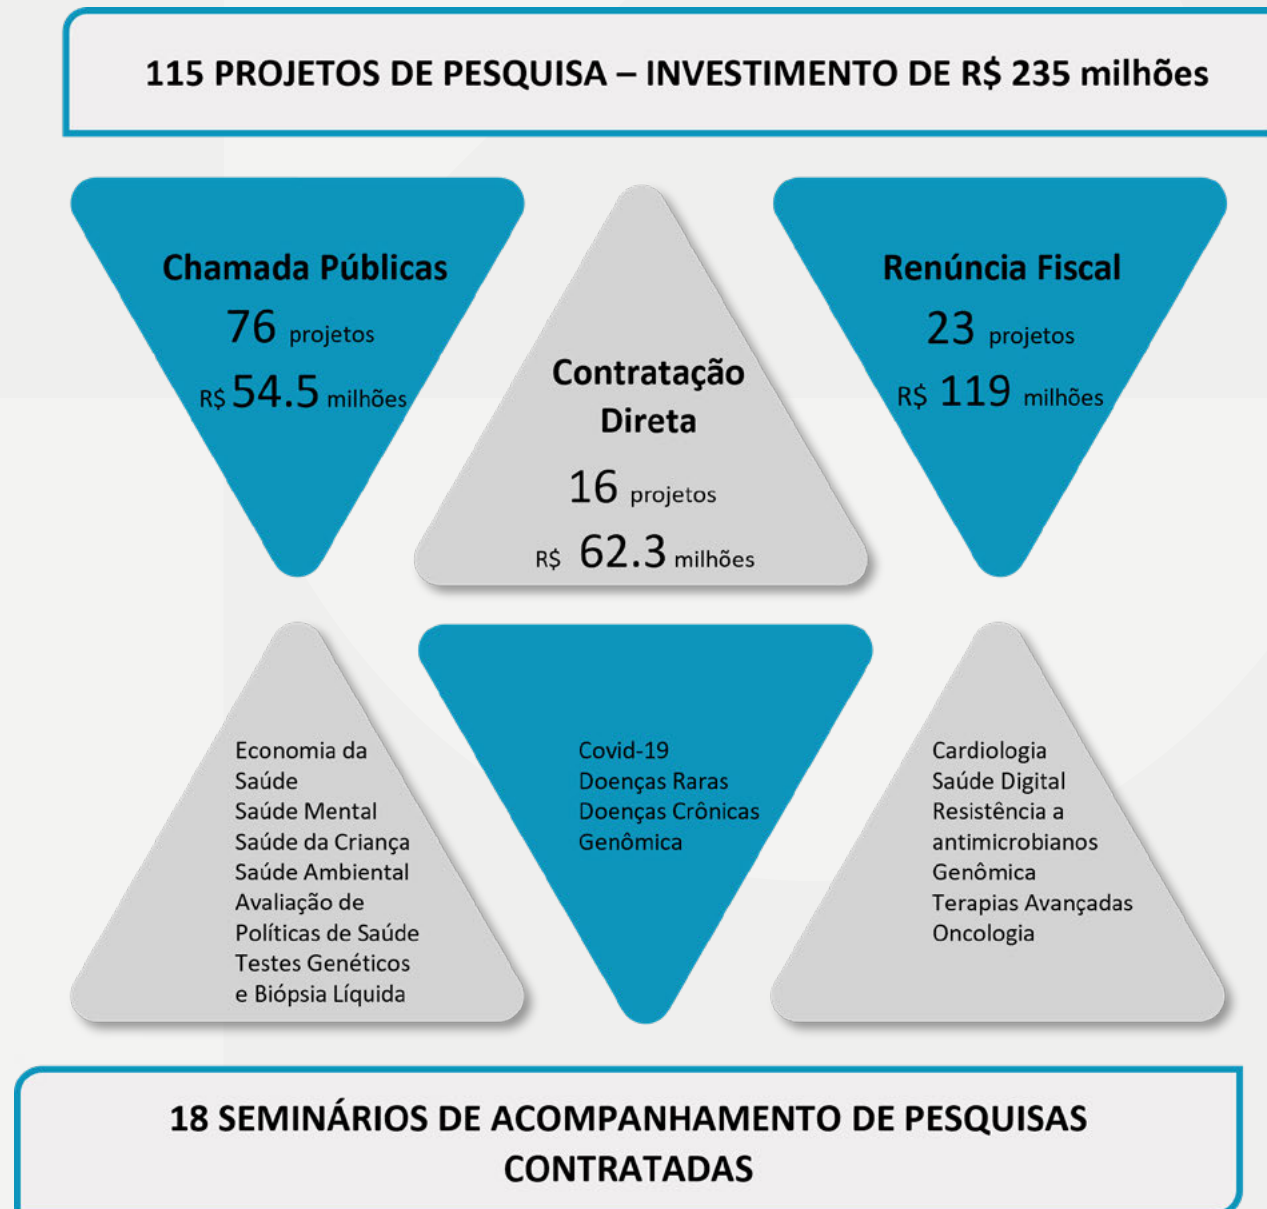 115 PROJETOS DE PESQUISA – INVESTIMENTO DE R$ 235 milhões
Chamada Públicas
76 projetos
R$ 54.5 milhões
Contratação
Direta
16 projetos
R$ 62.3 milhões
Renúncia Fiscal
23 projetos
R$ 119 milhões
Economia da
Saúde
Saúde Mental
Saúde da Criança
Saúde Ambiental
Avaliação de
Políticas de Saúde
Testes Genéticos
e Biópsia Líquida
Covid-19
Doenças Raras
Doenças Crônicas
Genômica
Cardiologia
Saúde Digital
Resistência a
antimicrobianos
Genômica
Terapias Avançadas
Oncologia
18 SEMINÁRIOS DE ACOMPANHAMENTO DE PESQUISAS
CONTRATADAS